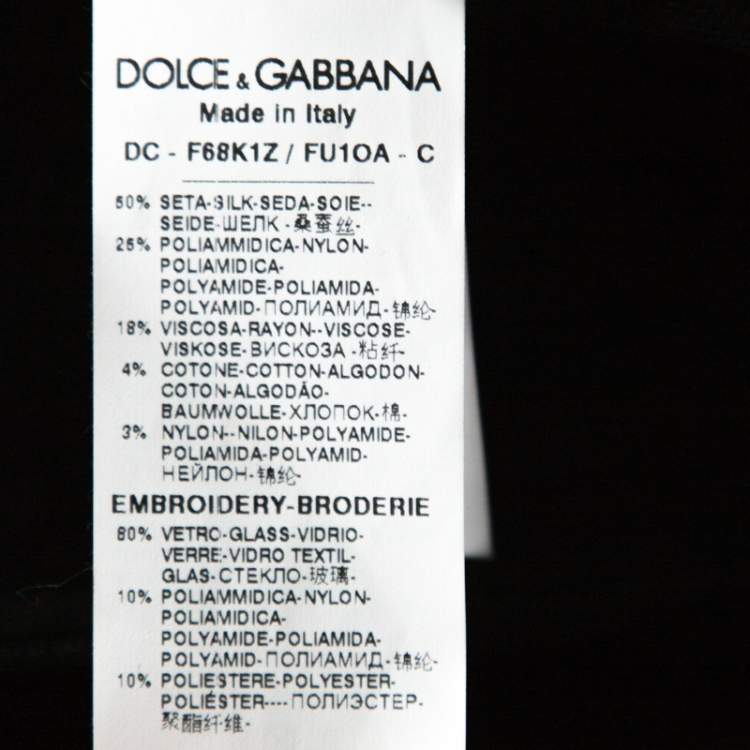 DOLCE & GABBANA
Made in Italy
DC - F68K1Z / FU1OA - C
50% SETA-SILK-SEDA-SOIE--
SEIDE-ШЕЛК -桑蚕丝-
25% POLIAMMIDICA-NYLON-
POLIAMIDICA-
POLYAMIDE-POLIAMIDA-
POLYAMID-ПОЛИАМИД-锦纶-
18% VISCOSA-RAYON--VISCOSE-
VISKOSE-ВИСКОЗА -粘纤-
4% COTONE-COTTON-ALGODON-
COTON-ALGODÃO-
BAUMWOLLE-ХЛОПОК-棉-
3% NYLON--NILON-POLYAMIDE-
POLIAMIDA-POLYAMID-
НЕЙЛОН-锦纶-
EMBROIDERY-BRODERIE
80% VETRO-GLASS-VIDRIO-
VERRE-VIDRO TEXTIL-
GLAS-СТЕКЛО-玻璃-
10% POLIAMMIDICA-NYLON-
POLIAMIDICA-
POLYAMIDE-POLIAMIDA-
POLYAMID-ПОЛИАМИД-锦纶-
10% POLIESTERE-POLYESTER-
POLIÉSTER----ПОЛИЭСТЕР-
聚酯纤维-